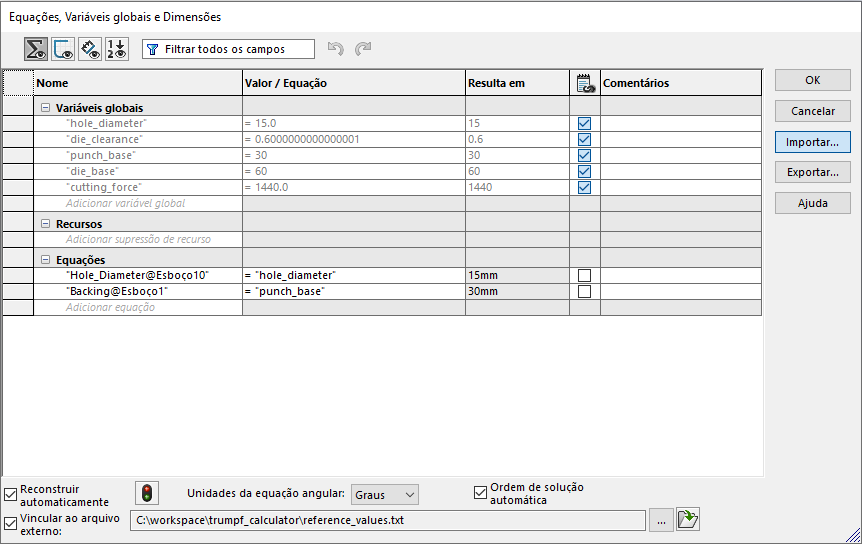 Equações, Variáveis globais e Dimensões
Filtrar todos os campos
Nome Valor / Equação Resulta em Comentários
Variáveis globais
"hole_diameter" = 15.0 15
"die_clearance" = 0.6000000000000001 0.6
"punch_base" = 30 30
"die_base" = 60 60
"cutting_force" = 1440.0 1440
Adicionar variável global
Recursos
Adicionar supressão de recurso
Equações
"Hole_Diameter@Esboço10" = "hole_diameter" 15mm
"Backing@Esboço1" = "punch_base" 30mm
Adicionar equação
OK
Cancelar
Importar...
Exportar...
Ajuda
Reconstruir
automaticamente
Unidades da equação angular: Graus
Ordem de solução
automática
Vincular ao arquivo
externo:
C:\workspace\trumpf_calculator\reference_values.txt ...